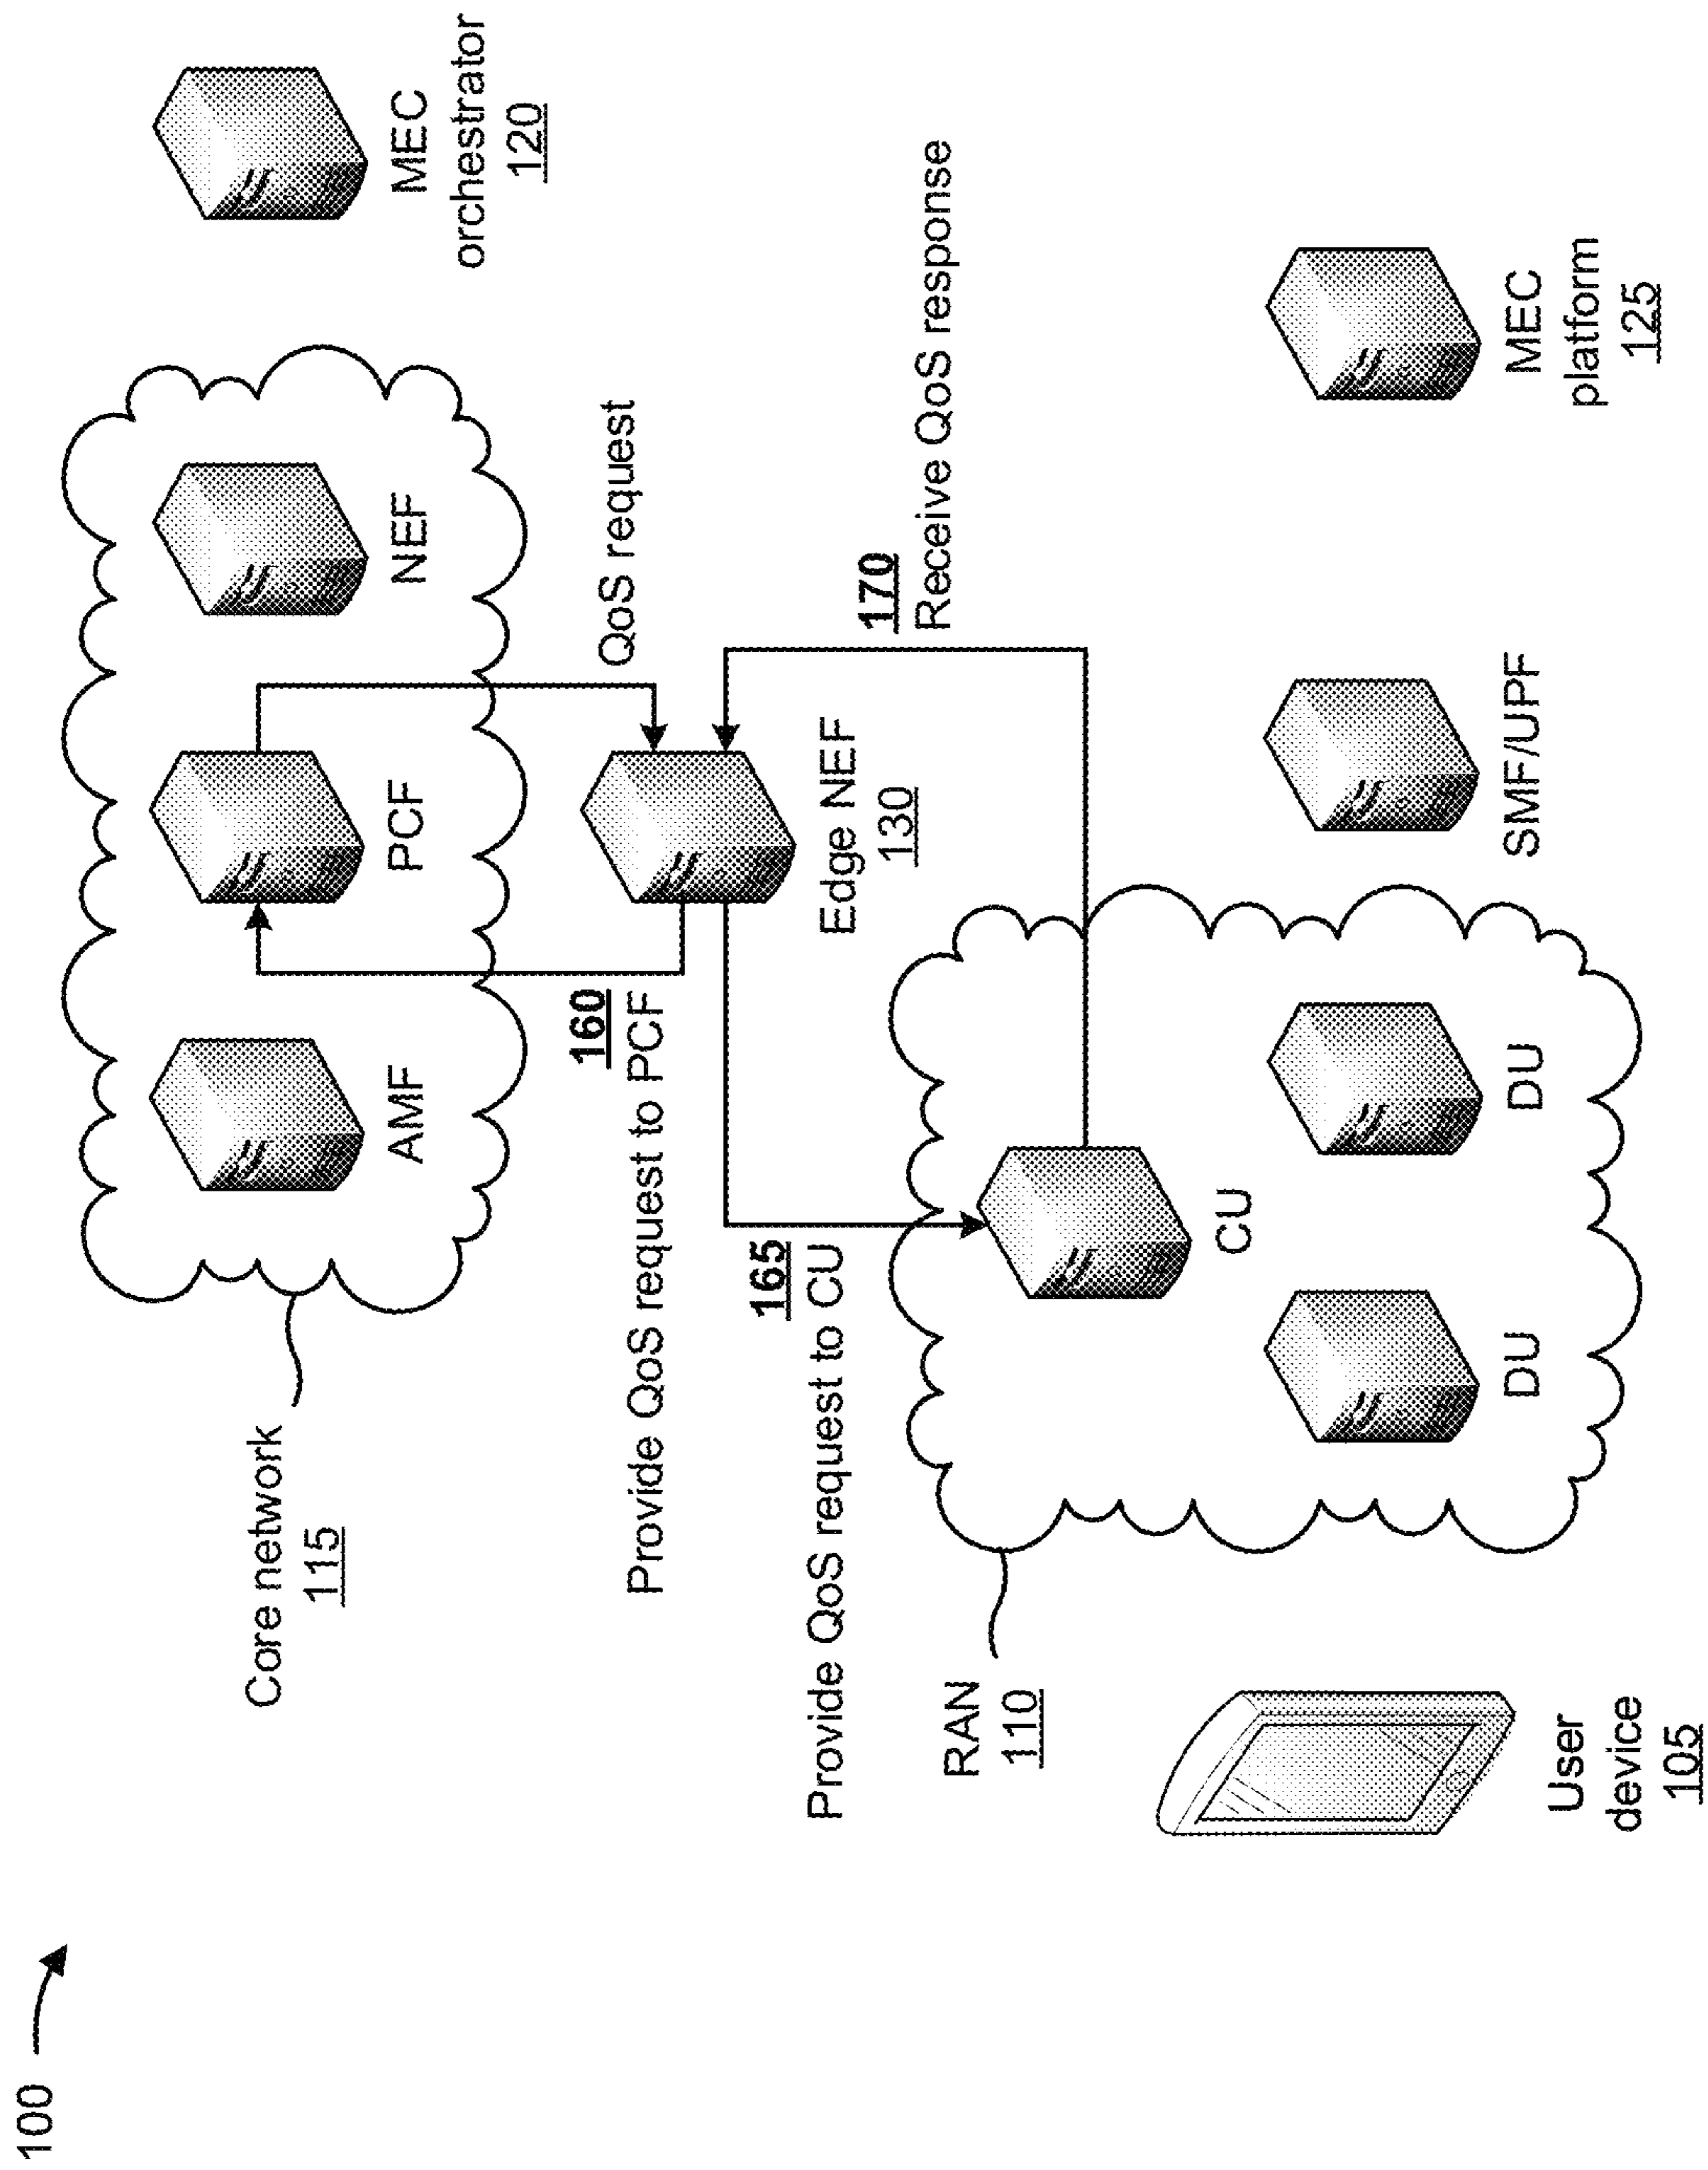 100
Core network
115
AMF
PCF
NEF
MEC
orchestrator
120
160
Provide QoS request to PCF
QoS request
165
Provide QoS request to CU
Edge NEF
130
170
Receive QoS response
RAN
110
CU
DU
DU
SMF/UPF
MEC
platform
125
User
device
105